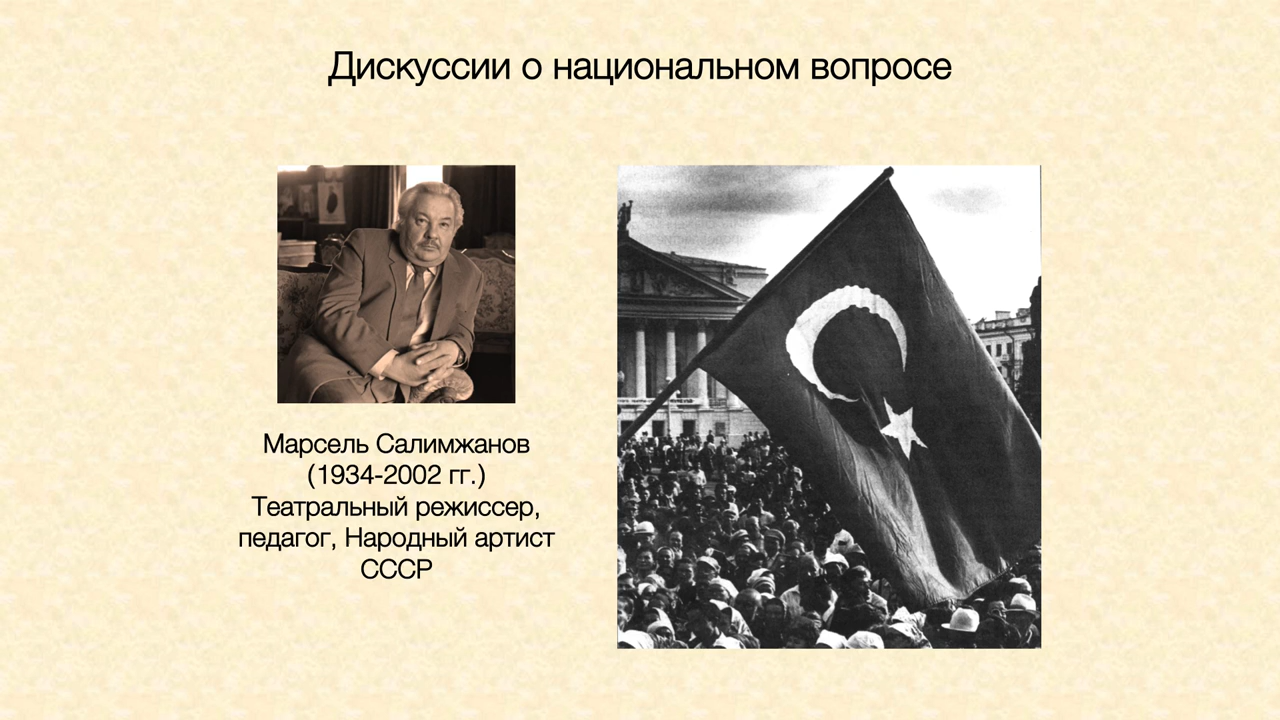 Дискуссии о национальном вопросе
Марсель Салимжанов
(1934-2002 гг.)
Театральный режиссер,
педагог, Народный артист
СССР